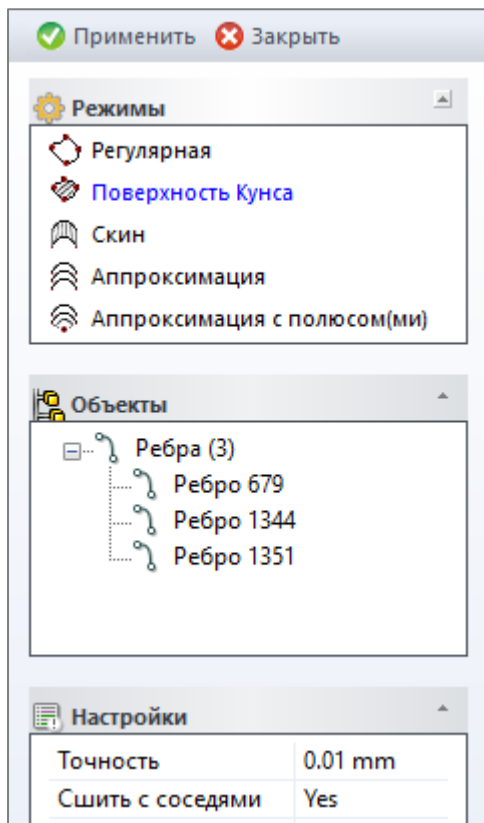 Применить Закрыть
Режимы
Регулярная
Поверхность Кунса
Скин
Аппроксимация
Аппроксимация с полюсом(ми)
Объекты
Ребра (3)
Ребро 679
Ребро 1344
Ребро 1351
Настройки
Точность 0.01 mm
Сшить с соседями Yes